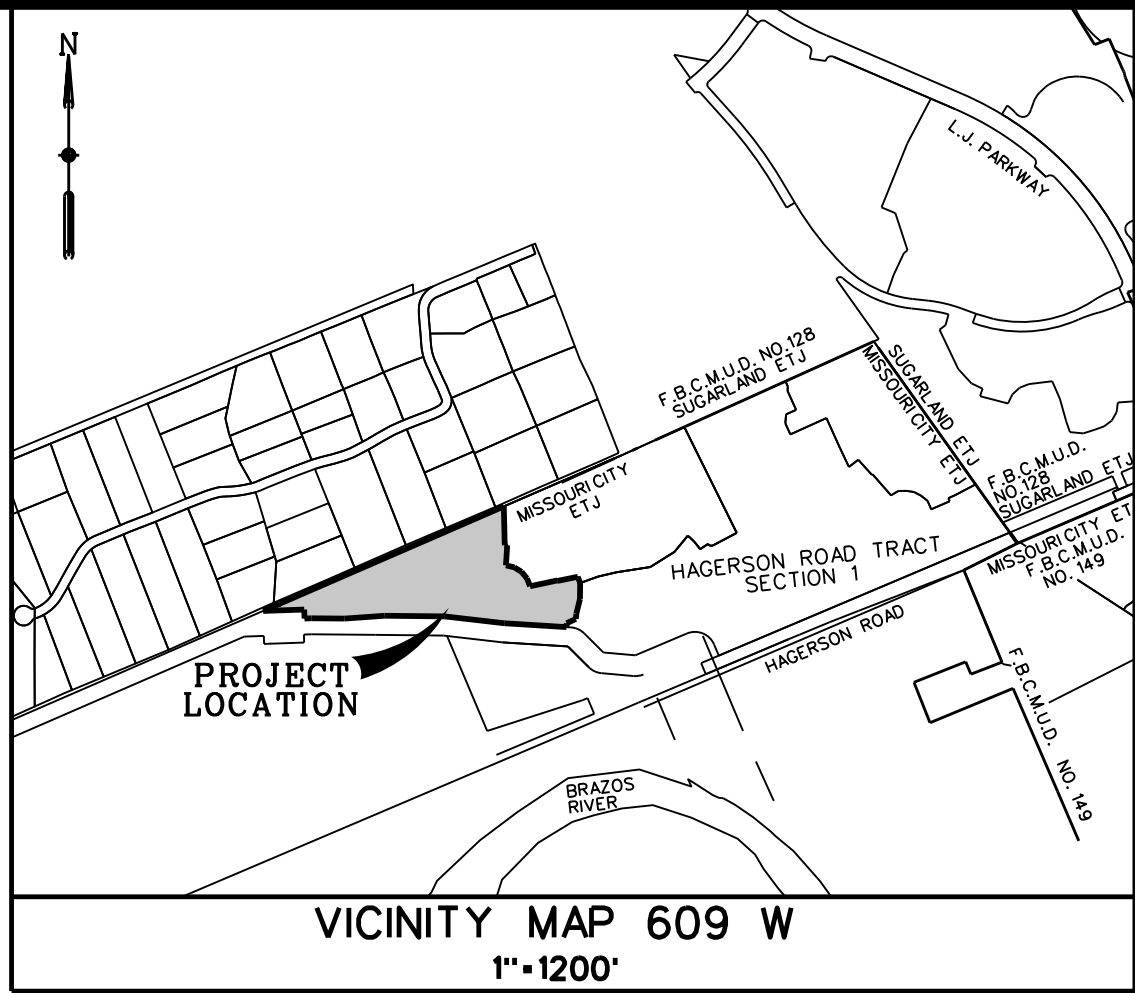 N
L.J. PARKWAY
F.B.C.M.U.D. NO.128
SUGARLAND ETJ
SUGARLAND ETJ
MISSOURI CITY ETJ
F.B.C.M.U.D.
NO.128
SUGARLAND ETJ
MISSOURI CITY
ETJ
MISSOURI CITY ET
F.B.C.M.U.D.
NO. 149
HAGERSON ROAD TRACT
SECTION 1
HAGERSON ROAD
F.B.C.M.U.D. NO. 149
PROJECT
LOCATION
BRAZOS
RIVER
VICINITY MAP 609 W
1"=1200'